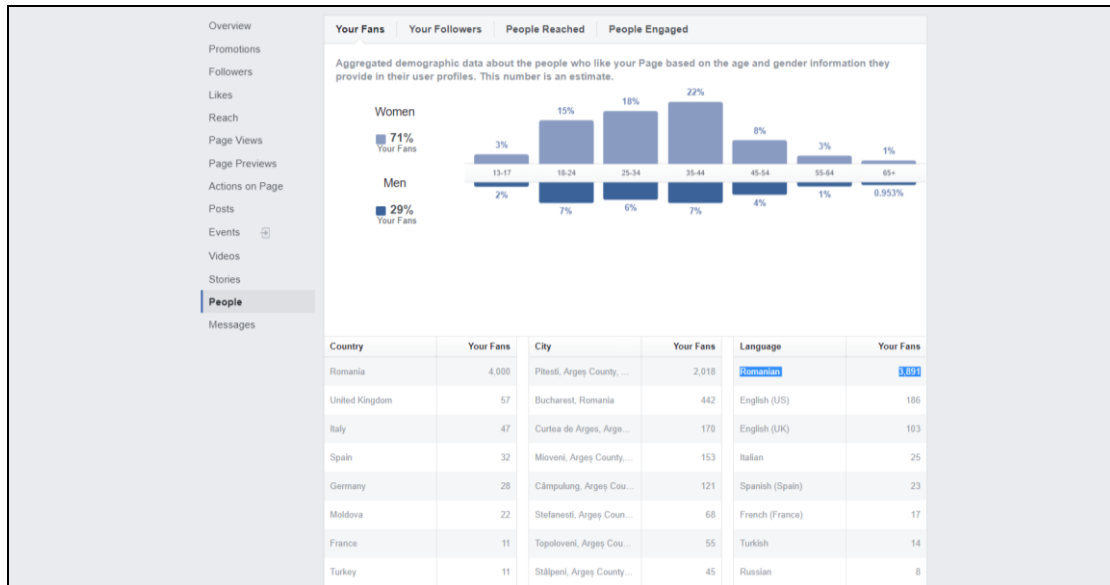 Overview
Promotions
Followers
Likes
Reach
Page Views
Page Previews
Actions on Page
Posts
Events
Videos
Stories
People
Messages
Your Fans Your Followers People Reached People Engaged
Aggregated demographic data about the people who like your Page based on the age and gender information they
provide in their user profiles. This number is an estimate.
Women
71%
Your Fans
3% 15% 18% 22% 8% 3% 1%
13-17 18-24 25-34 35-44 45-54 55-64 65+
Men
29%
Your Fans
2% 7% 6% 7% 4% 1% 0.953%
Country Your Fans City Your Fans Language Your Fans
Romania 4,000 Pitesti, Argeș County, ... 2,018 Romanian 3,891
United Kingdom 57 Bucharest, Romania 442 English (US) 186
Italy 47 Curtea de Arges, Arge... 170 English (UK) 103
Spain 32 Mioveni, Argeș County,... 153 Italian 25
Germany 28 Câmpulung, Argeș Cou... 121 Spanish (Spain) 23
Moldova 22 Stefanesti, Argeș Coun... 68 French (France) 17
France 11 Topoloveni, Argeș Cou... 55 Turkish 14
Turkey 11 Stâlpeni, Argeș County... 45 Russian 8